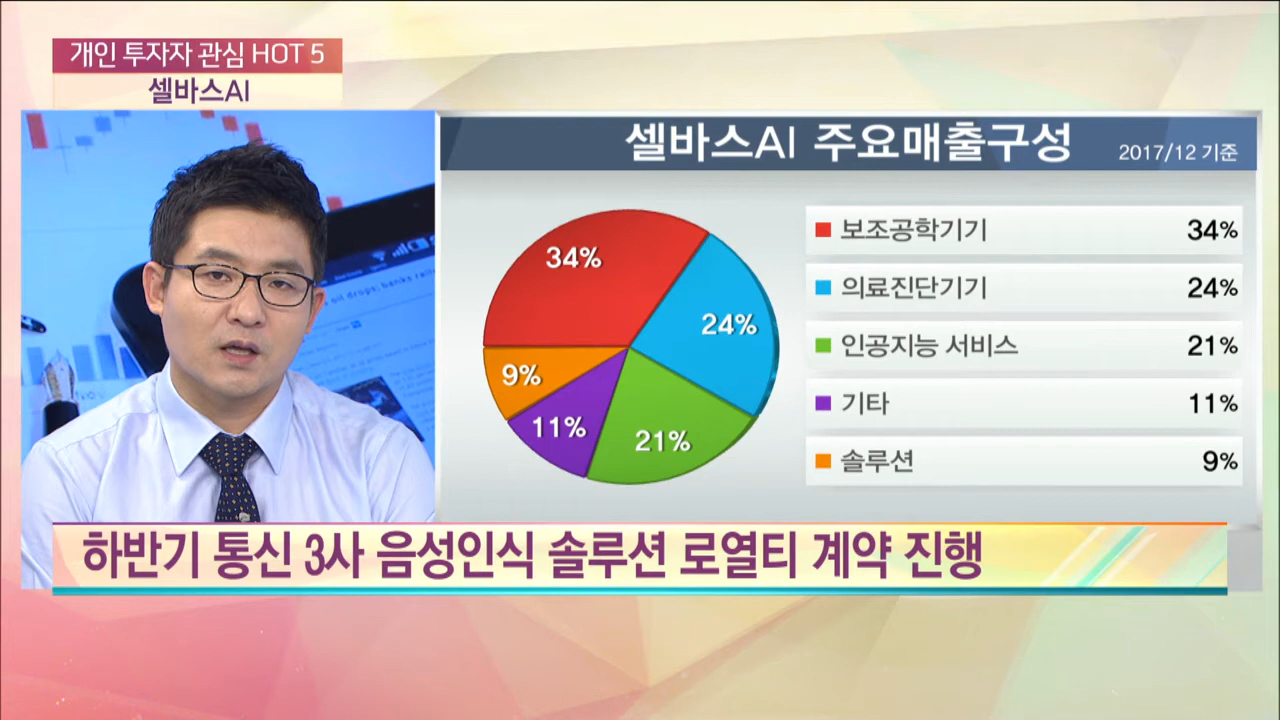 개인 투자자 관심 HOT 5
셀바스AI
셀바스AI 주요매출구성
2017/12 기준
34%
24%
21%
11%
9%
보조공학기기 34%
의료진단기기 24%
인공지능 서비스 21%
기타 11%
솔루션 9%
하반기 통신 3사 음성인식 솔루션 로열티 계약 진행